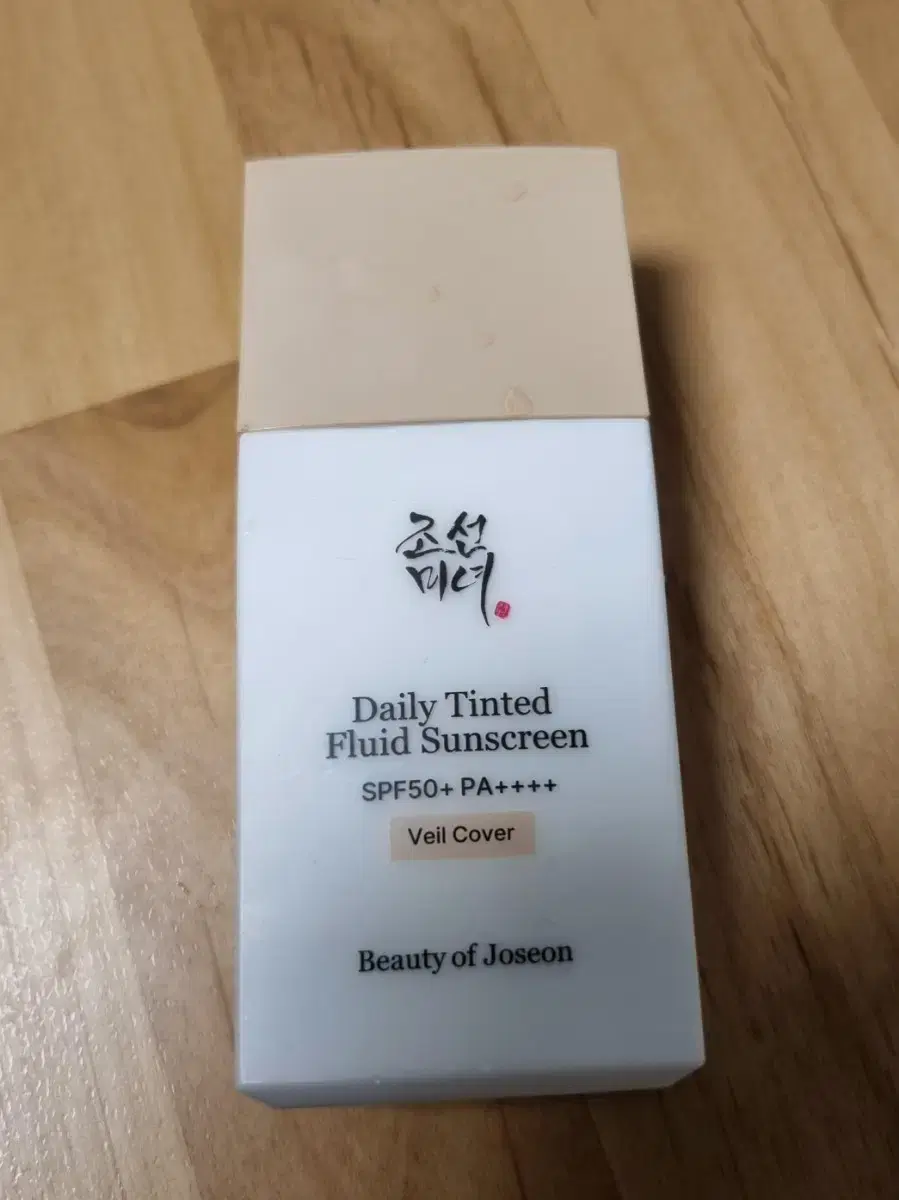 조선
미녀
Daily Tinted
Fluid Sunscreen
SPF50+ PA++++
Veil Cover
Beauty of Joseon